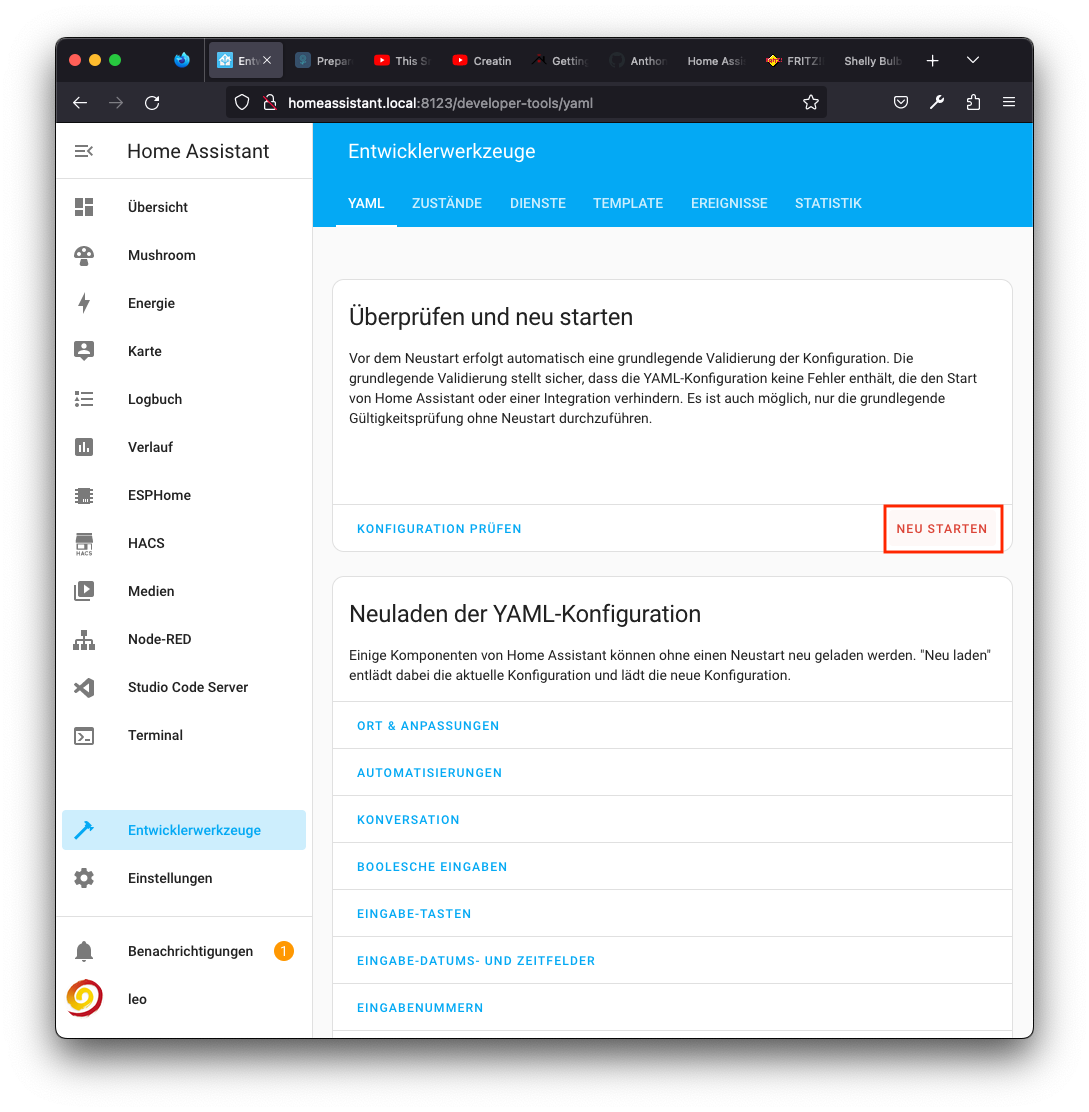 Entw
Prepar
This S
Creatin
Getting
Anthon
Home Assi
FRITZ!
Shelly Bulb
homeassistant.local:8123/developer-tools/yaml
Home Assistant
Entwicklerwerkzeuge
YAML
ZUSTÄNDE
DIENSTE
TEMPLATE
EREIGNISSE
STATISTIK
Übersicht
Mushroom
Energie
Karte
Logbuch
Verlauf
ESPHome
HACS
HACS
Medien
Node-RED
Studio Code Server
Terminal
Entwicklerwerkzeuge
Einstellungen
Benachrichtigungen 1
leo
Überprüfen und neu starten
Vor dem Neustart erfolgt automatisch eine grundlegende Validierung der Konfiguration. Die
grundlegende Validierung stellt sicher, dass die YAML-Konfiguration keine Fehler enthält, die den Start
von Home Assistant oder einer Integration verhindern. Es ist auch möglich, nur die grundlegende
Gültigkeitsprüfung ohne Neustart durchzuführen.
KONFIGURATION PRÜFEN
NEU STARTEN
Neuladen der YAML-Konfiguration
Einige Komponenten von Home Assistant können ohne einen Neustart neu geladen werden. "Neu laden"
entlädt dabei die aktuelle Konfiguration und lädt die neue Konfiguration.
ORT & ANPASSUNGEN
AUTOMATISIERUNGEN
KONVERSATION
BOOLESCHE EINGABEN
EINGABE-TASTEN
EINGABE-DATUMS- UND ZEITFELDER
EINGABENUMMERN